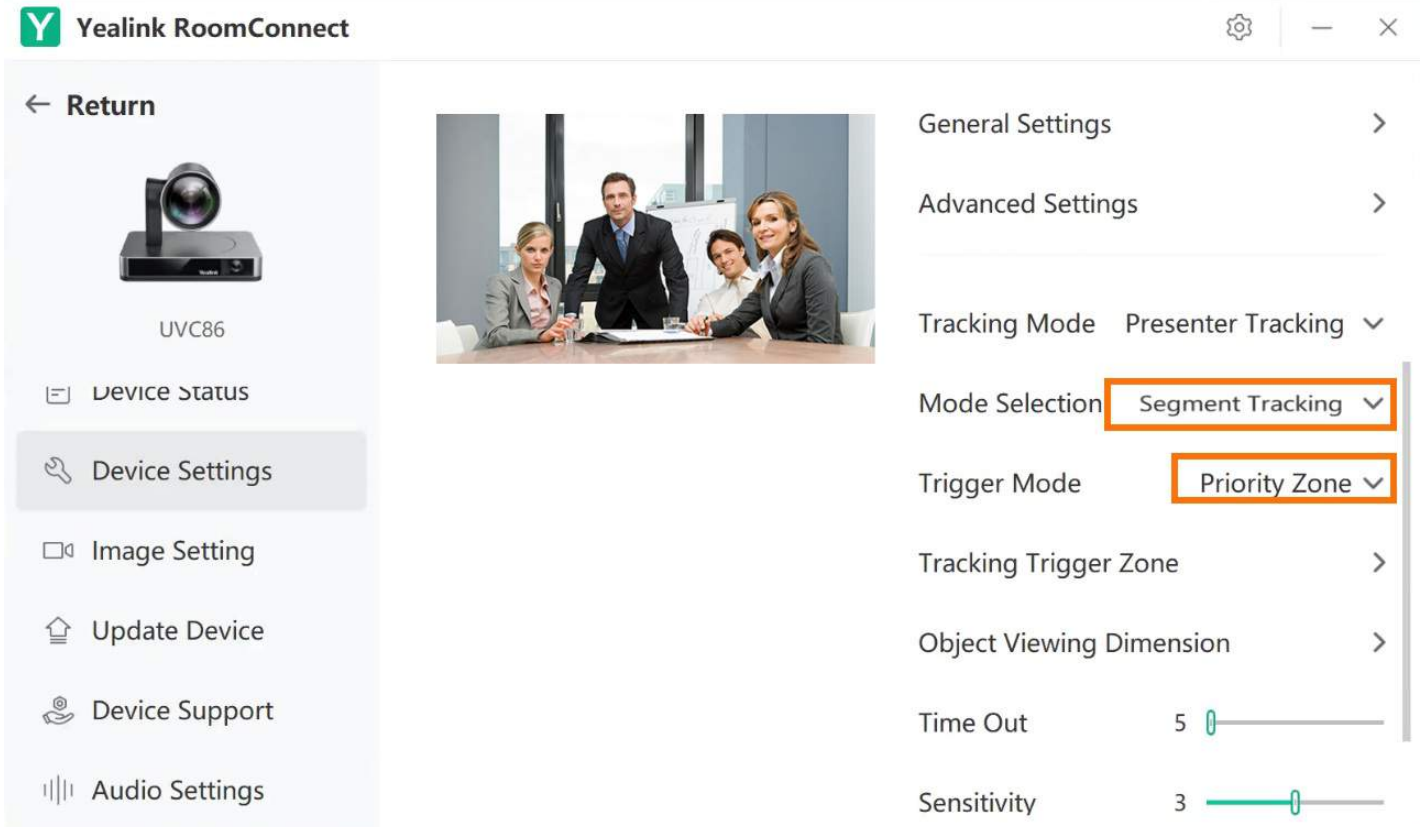 Yealink RoomConnect
Return
UVC86
Device Status
Device Settings
Image Setting
Update Device
Device Support
Audio Settings
General Settings
Advanced Settings
Tracking Mode Presenter Tracking
Mode Selection Segment Tracking
Trigger Mode Priority Zone
Tracking Trigger Zone
Object Viewing Dimension
Time Out 5
Sensitivity 3